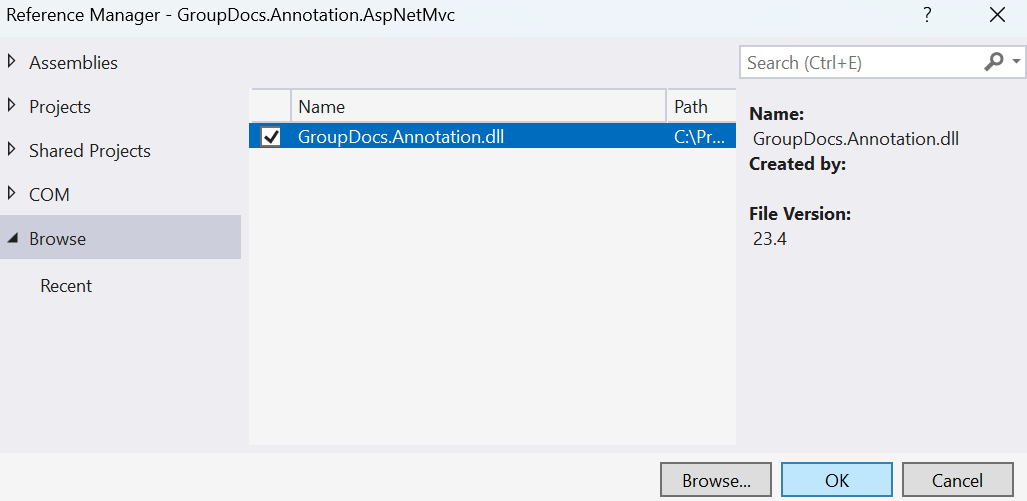 Reference Manager - GroupDocs.Annotation.AspNetMvc
?
Assemblies
Projects
Shared Projects
COM
Browse
Recent
Name Path
GroupDocs.Annotation.dll C:\Pr...
Search (Ctrl+E)
Name:
GroupDocs.Annotation.dll
Created by:
File Version:
23.4
Browse... OK Cancel